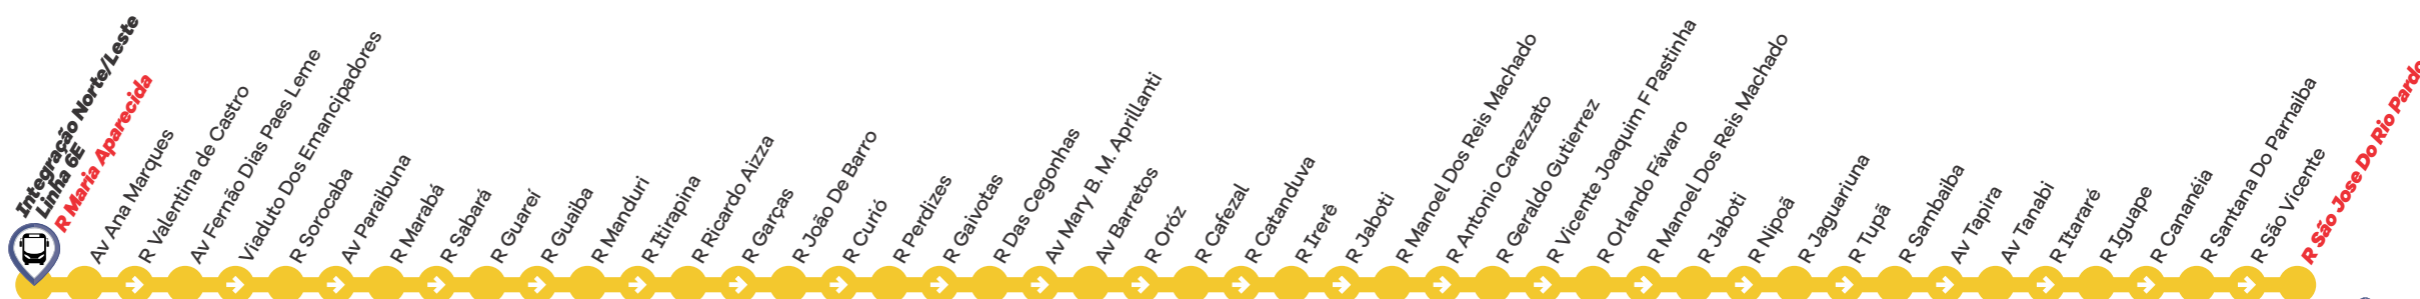 Integração Norte/Leste
Linha 6E
R Maria Aparecida
Av Ana Marques
R Valentina de Castro
Av Fernão Dias Paes Leme
Viaduto Dos Emancipadores
R Sorocaba
Av Paraibuna
R Marabá
R Sabará
R Guareí
R Guaiba
R Manduri
R Itirapina
R Ricardo Aizza
R Garças
R João De Barro
R Curió
R Perdizes
R Gaivotas
R Das Cegonhas
Av Mary B. M. Aprillanti
Av Barretos
R Oróz
R Cafezal
R Catanduva
R Irerê
R Jaboti
R Manoel Dos Reis Machado
R Antonio Carezzato
R Geraldo Gutierrez
R Vicente Joaquim F Pastinha
R Orlando Fávaro
R Manoel Dos Reis Machado
R Jaboti
R Nipoã
R Jaguariuna
R Tupã
R Sambaiba
Av Tapira
Av Tanabi
R Itararé
R Iguape
R Cananéia
R Santana Do Parnaiba
R São Vicente
R São Jose Do Rio Pardo